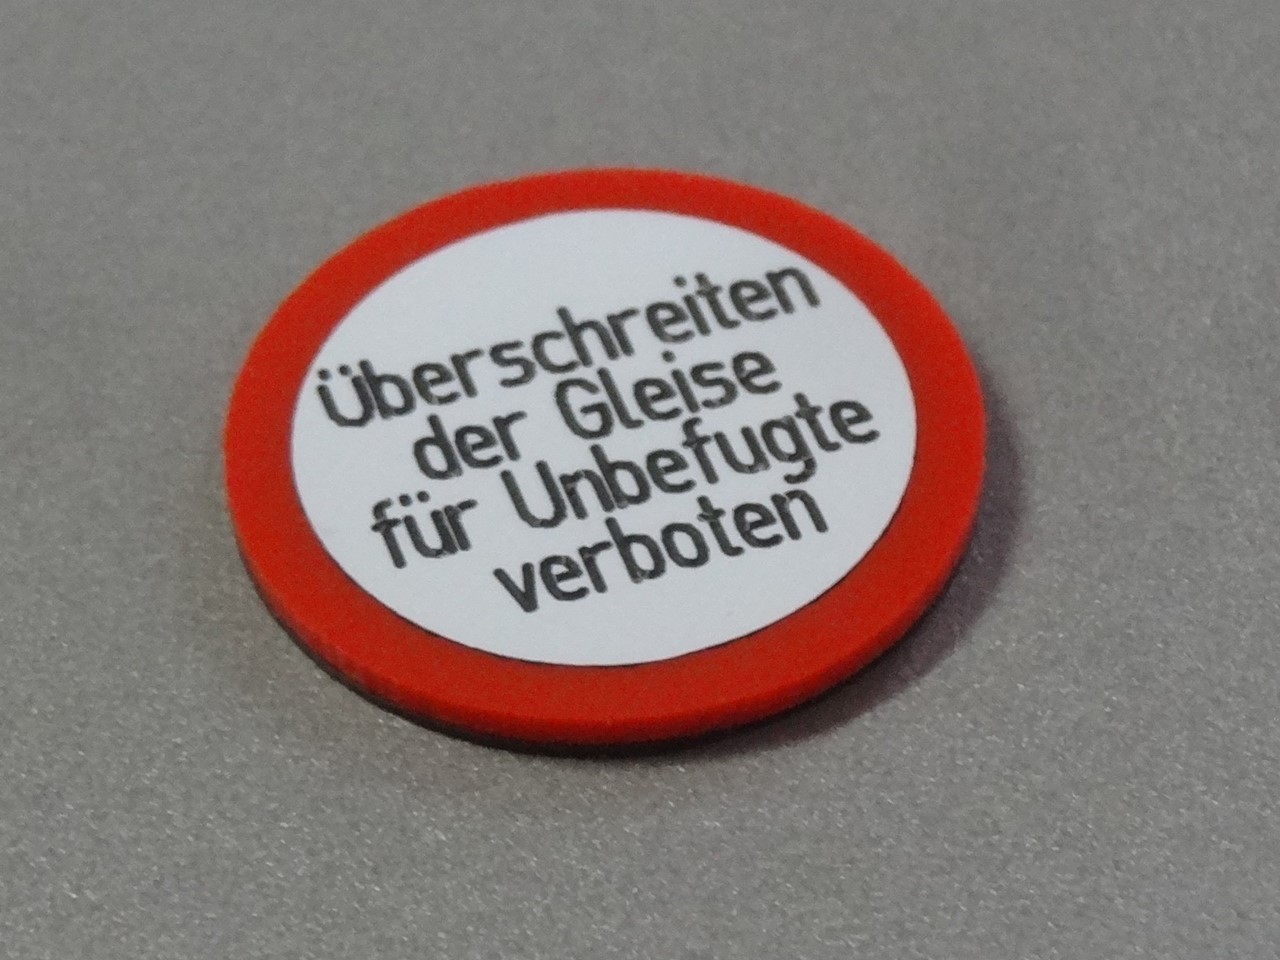 Überschreiten
der Gleise
für Unbefugte
verboten